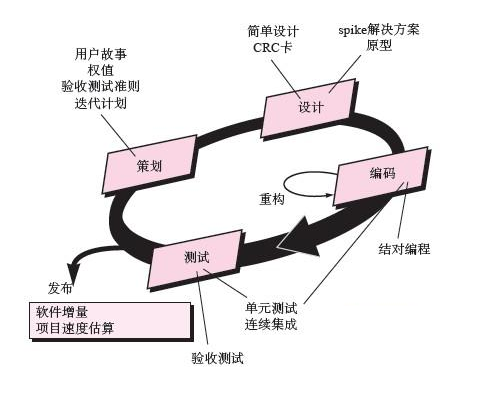 简单设计
CRC卡
spike解决方案
原型
用户故事
权值
验收测试准则
迭代计划
设计
策划
编码
重构
结对编程
测试
发布
软件增量
项目速度估算
单元测试
连续集成
验收测试